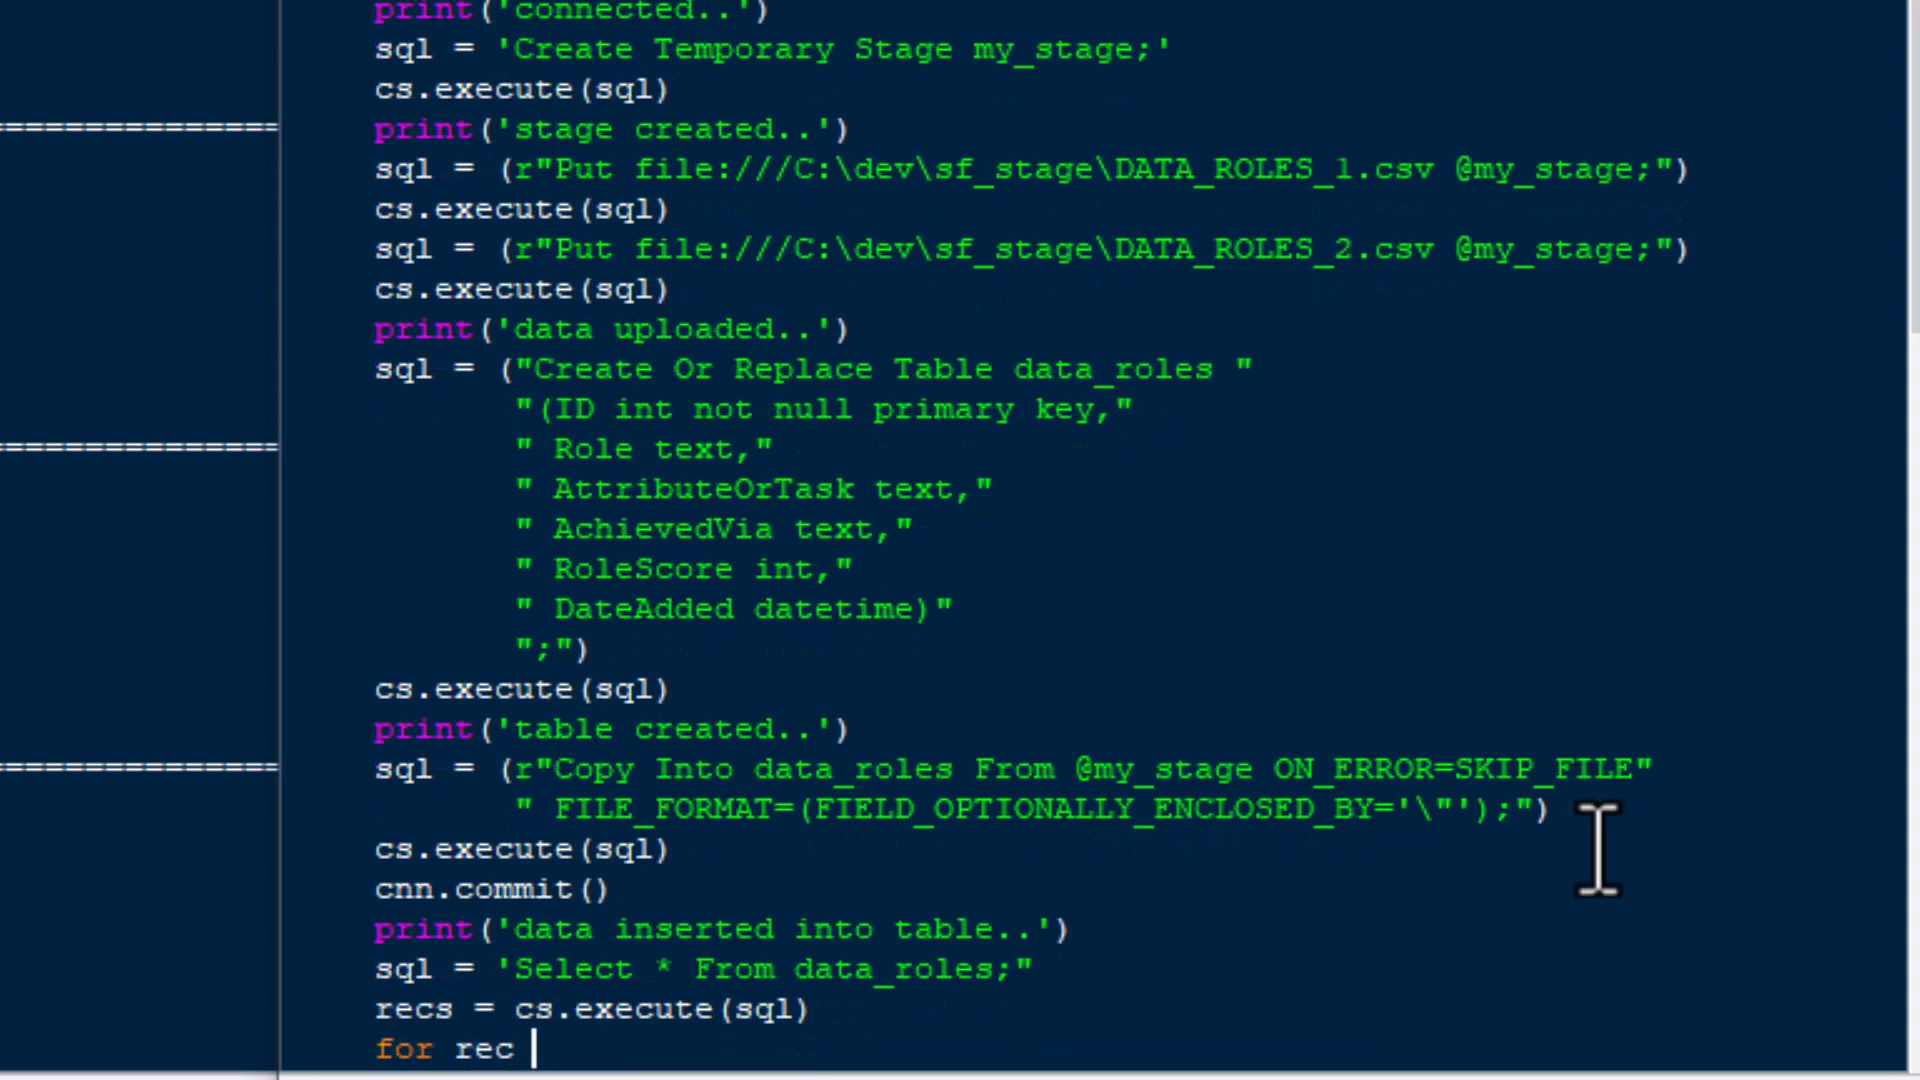 print('connected..')
sql = 'Create Temporary Stage my_stage;'
cs.execute(sql)
print('stage created..')
sql = (r"Put file:///C:\dev\sf_stage\DATA_ROLES_1.csv @my_stage;")
cs.execute(sql)
sql = (r"Put file:///C:\dev\sf_stage\DATA_ROLES_2.csv @my_stage;")
cs.execute(sql)
print('data uploaded..')
sql = ("Create Or Replace Table data_roles "
"(ID int not null primary key,"
" Role text,"
" AttributeOrTask text,"
" AchievedVia text,"
" RoleScore int,"
" DateAdded datetime)"
";")
cs.execute(sql)
print('table created..')
sql = (r"Copy Into data_roles From @my_stage ON_ERROR=SKIP_FILE"
" FILE_FORMAT=(FIELD_OPTIONALLY_ENCLOSED_BY='\"');")
cs.execute(sql)
cnn.commit()
print('data inserted into table..')
sql = 'Select * From data_roles;"
recs = cs.execute(sql)
for rec